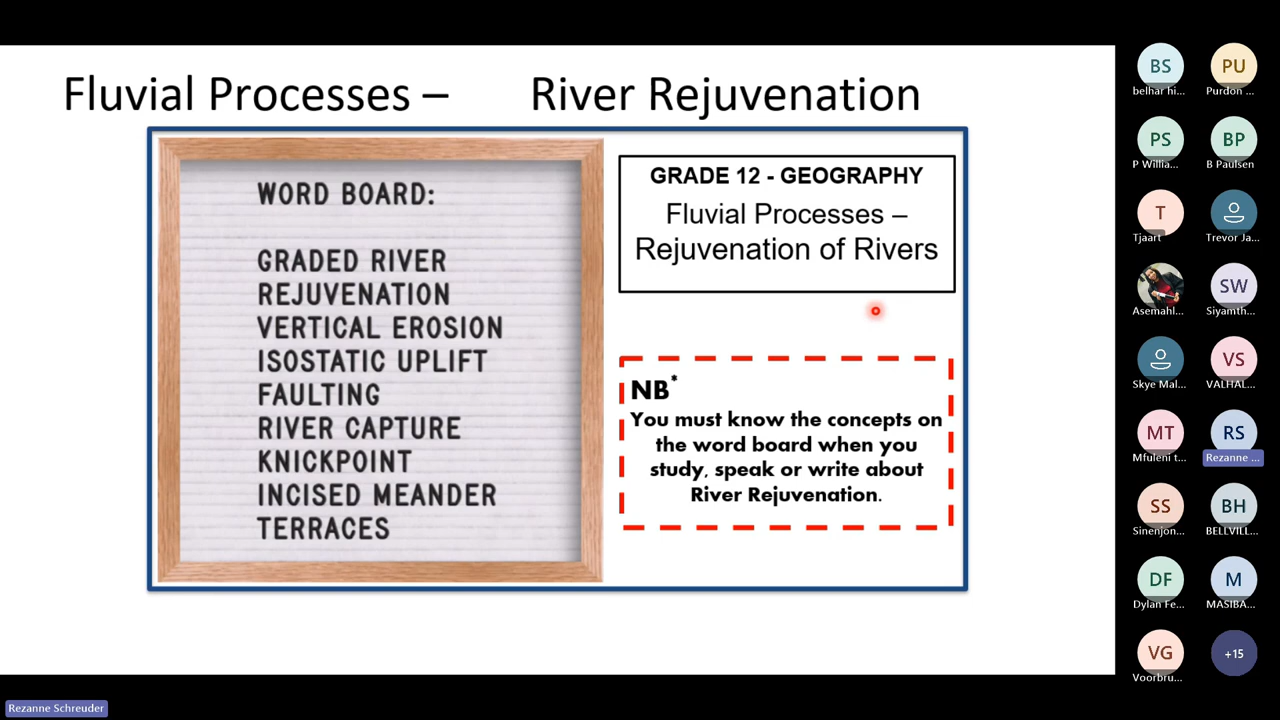 Fluvial Processes – River Rejuvenation
WORD BOARD:
GRADED RIVER
REJUVENATION
VERTICAL EROSION
ISOSTATIC UPLIFT
FAULTING
RIVER CAPTURE
KNICKPOINT
INCISED MEANDER
TERRACES
GRADE 12 - GEOGRAPHY
Fluvial Processes –
Rejuvenation of Rivers
NB*
You must know the concepts on
the word board when you
study, speak or write about
River Rejuvenation.
BS
belhar hi...
PU
Purdon ...
PS
P Willia...
BP
B Paulsen
T
Tjaart
Trevor Ja...
Asemahl...
SW
Siyamth...
Skye Mal...
VS
VALHAL...
MT
Mfuleni t...
RS
Rezanne ...
SS
Sinenjon...
BH
BELLVILL...
DF
Dylan Fe...
M
MASIBA...
VG
Voorbru...
+15
Rezanne Schreuder